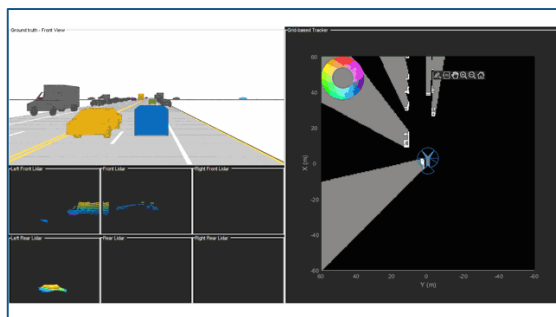 Ground truth - Front View
Grid-based Tracker
Left Front Lidar
Front Lidar
Right Front Lidar
Left Rear Lidar
Rear Lidar
Right Rear Lidar
60
40
20
0
-20
-40
-60
X (m)
60
40
20
0
-20
-40
-60
Y (m)